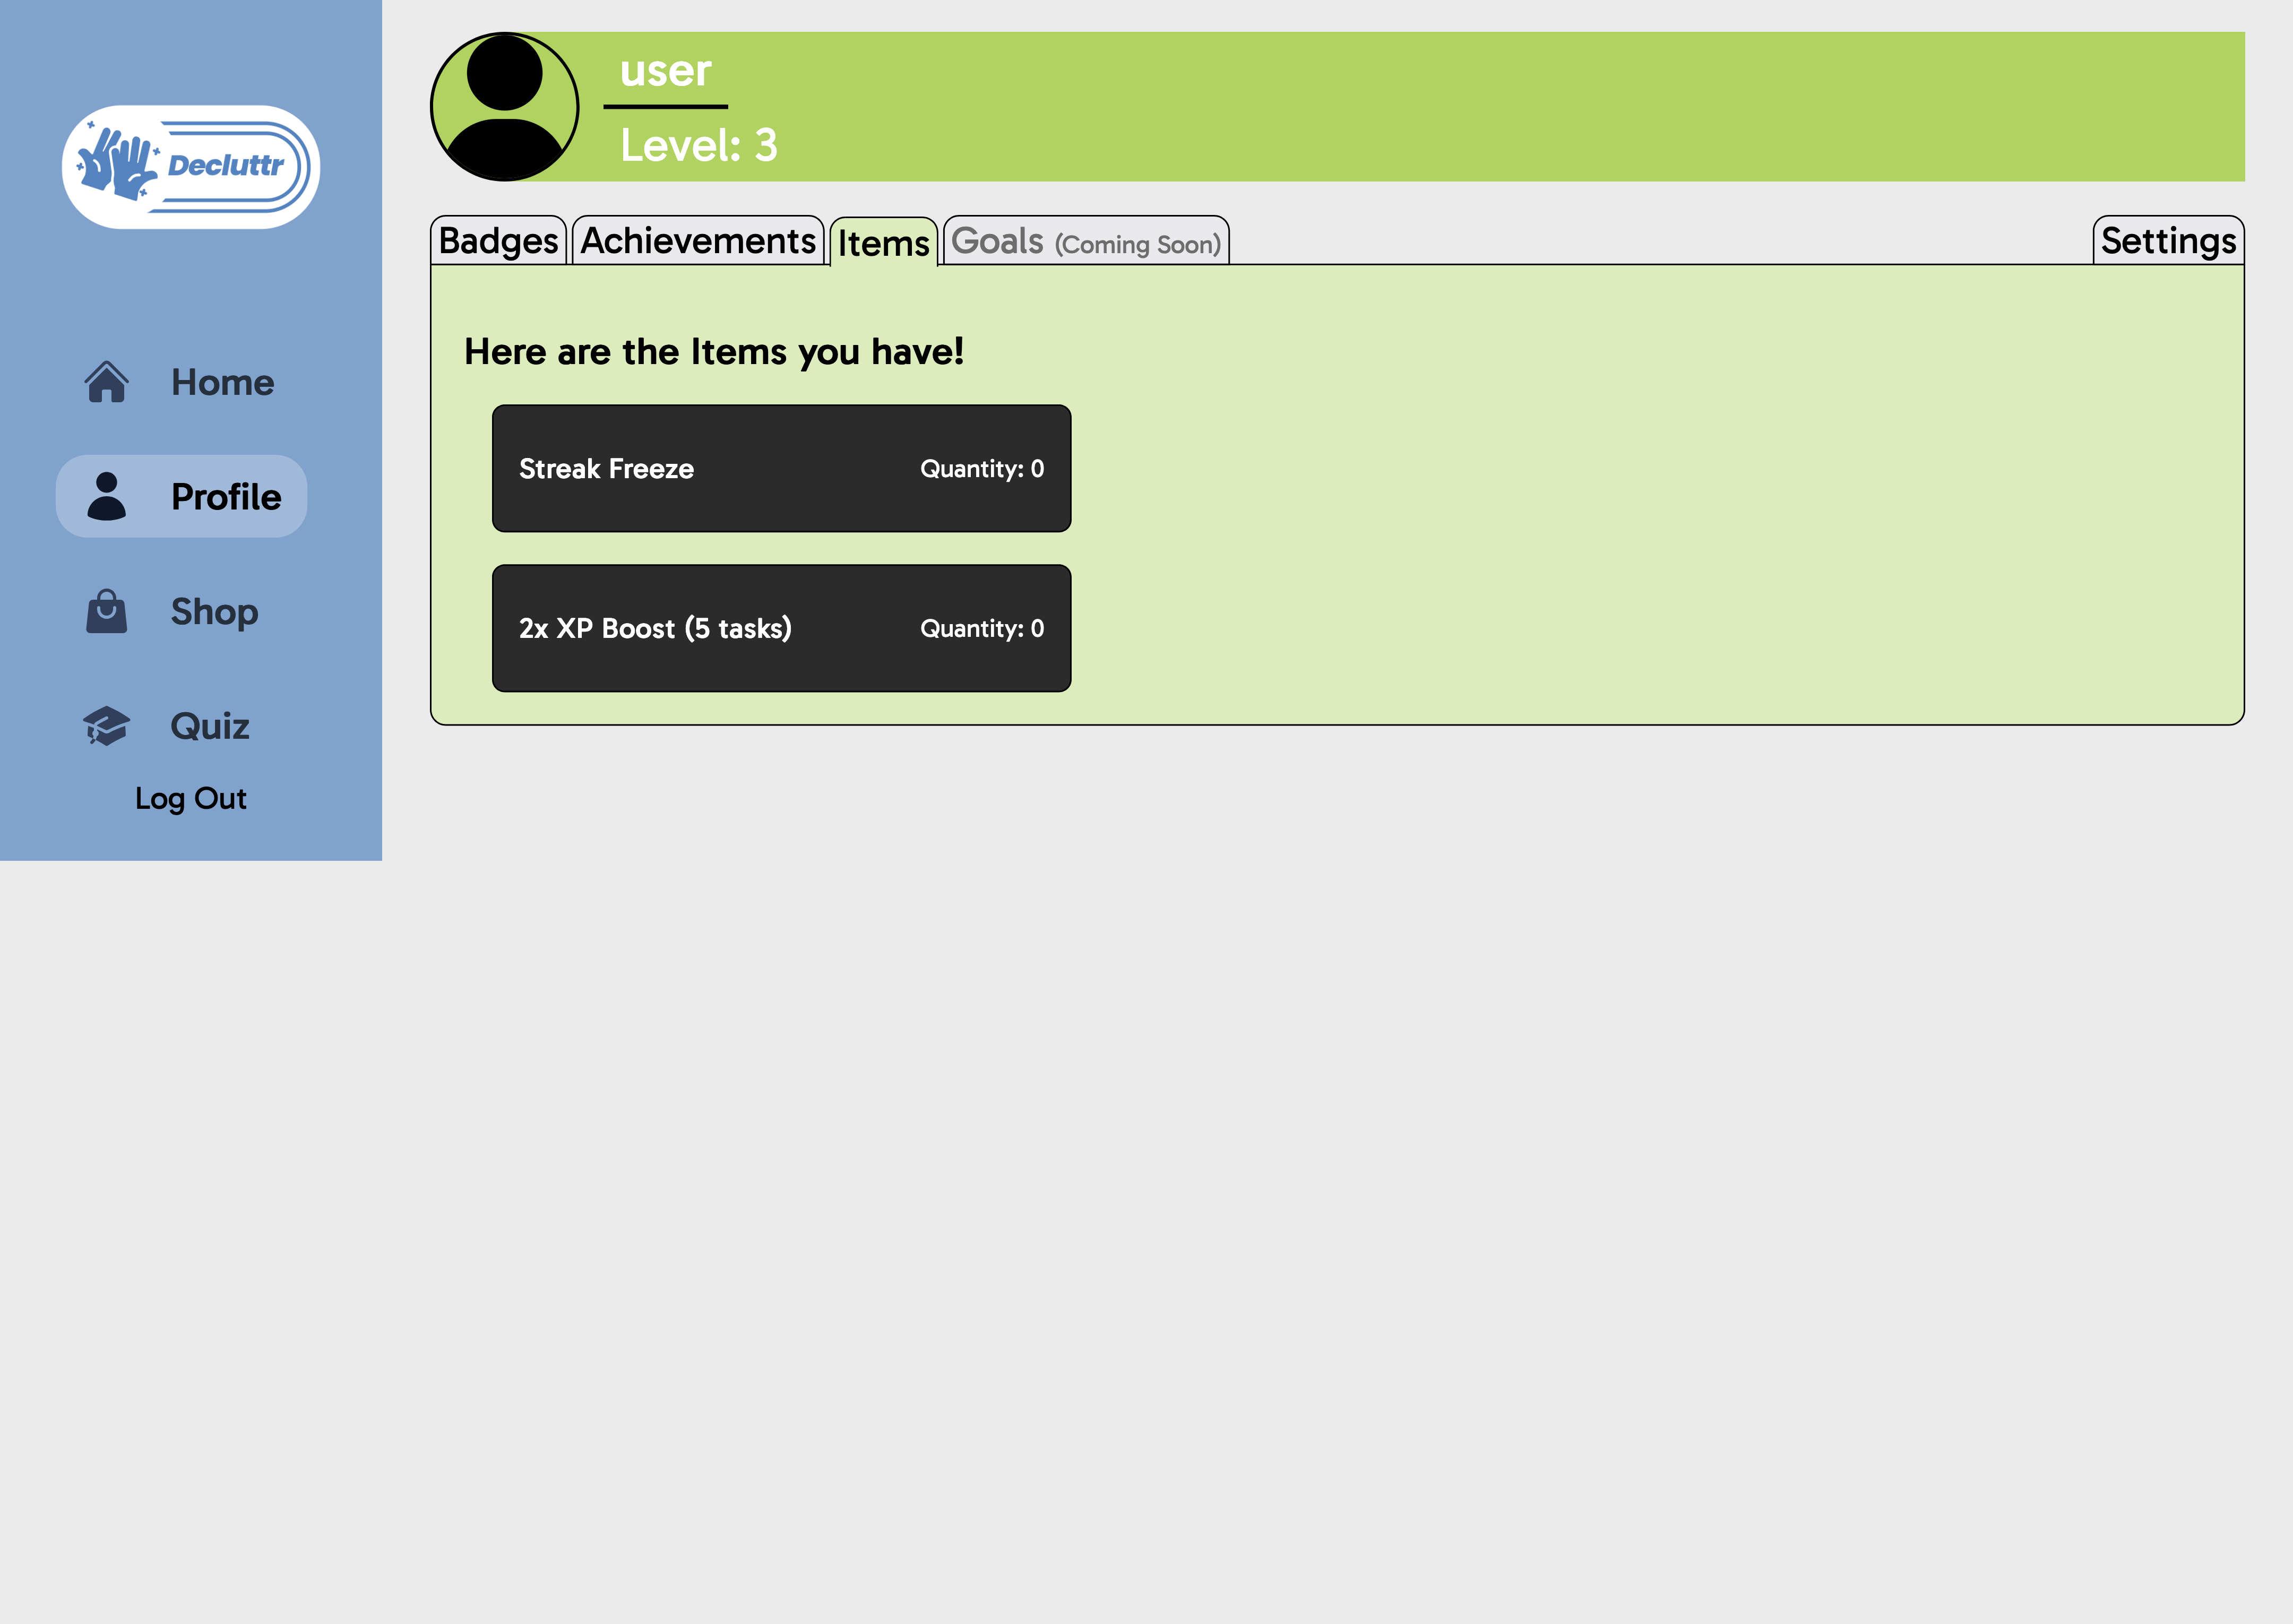 Decluttr
Home
Profile
Shop
Quiz
Log Out
user
Level: 3
Badges
Achievements
Items
Goals (Coming Soon)
Settings
Here are the Items you have!
Streak Freeze
Quantity: 0
2x XP Boost (5 tasks)
Quantity: 0